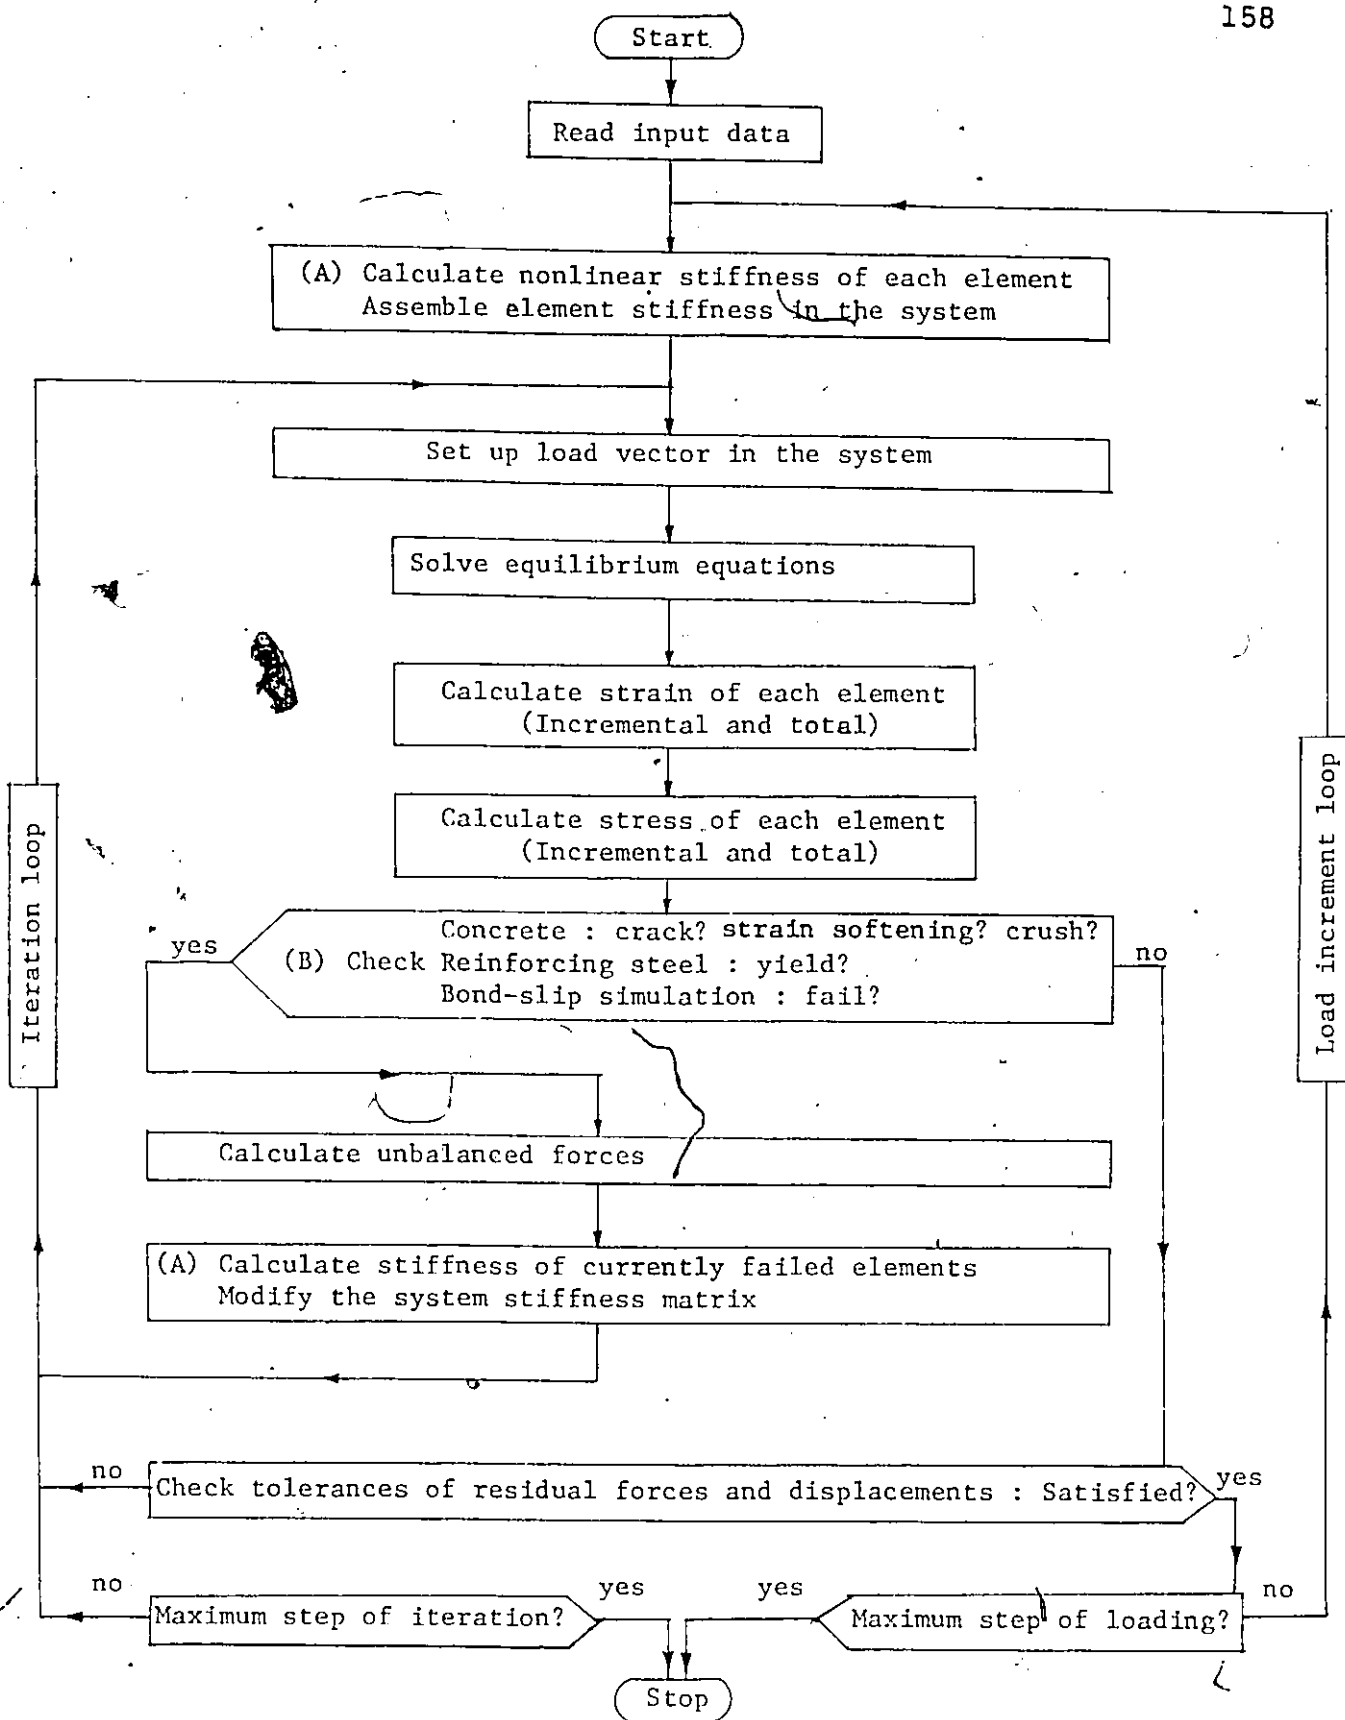 158
Start
Read input data
(A) Calculate nonlinear stiffness of each element
Assemble element stiffness in the system
Set up load vector in the system
Solve equilibrium equations
Calculate strain of each element
(Incremental and total)
Calculate stress of each element
(Incremental and total)
Iteration loop
Load increment loop
yes
Concrete : crack? strain softening? crush?
(B) Check Reinforcing steel : yield?
Bond-slip simulation : fail?
no
Calculate unbalanced forces
(A) Calculate stiffness of currently failed elements
Modify the system stiffness matrix
no
Check tolerances of residual forces and displacements : Satisfied?
yes
no
Maximum step of iteration?
yes
yes
Maximum step of loading?
no
Stop